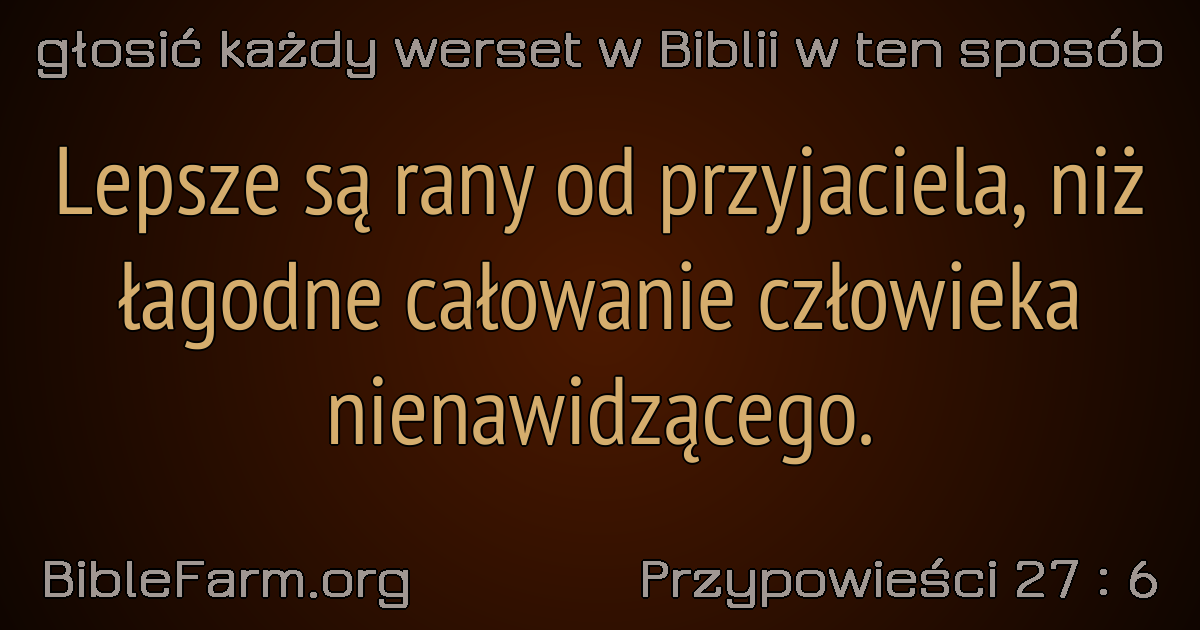 głosić każdy werset w Biblii w ten sposób
Lepsze są rany od przyjaciela, niż
łagodne całowanie człowieka
nienawidzącego.
BibleFarm.org
Przypowieści 27 : 6